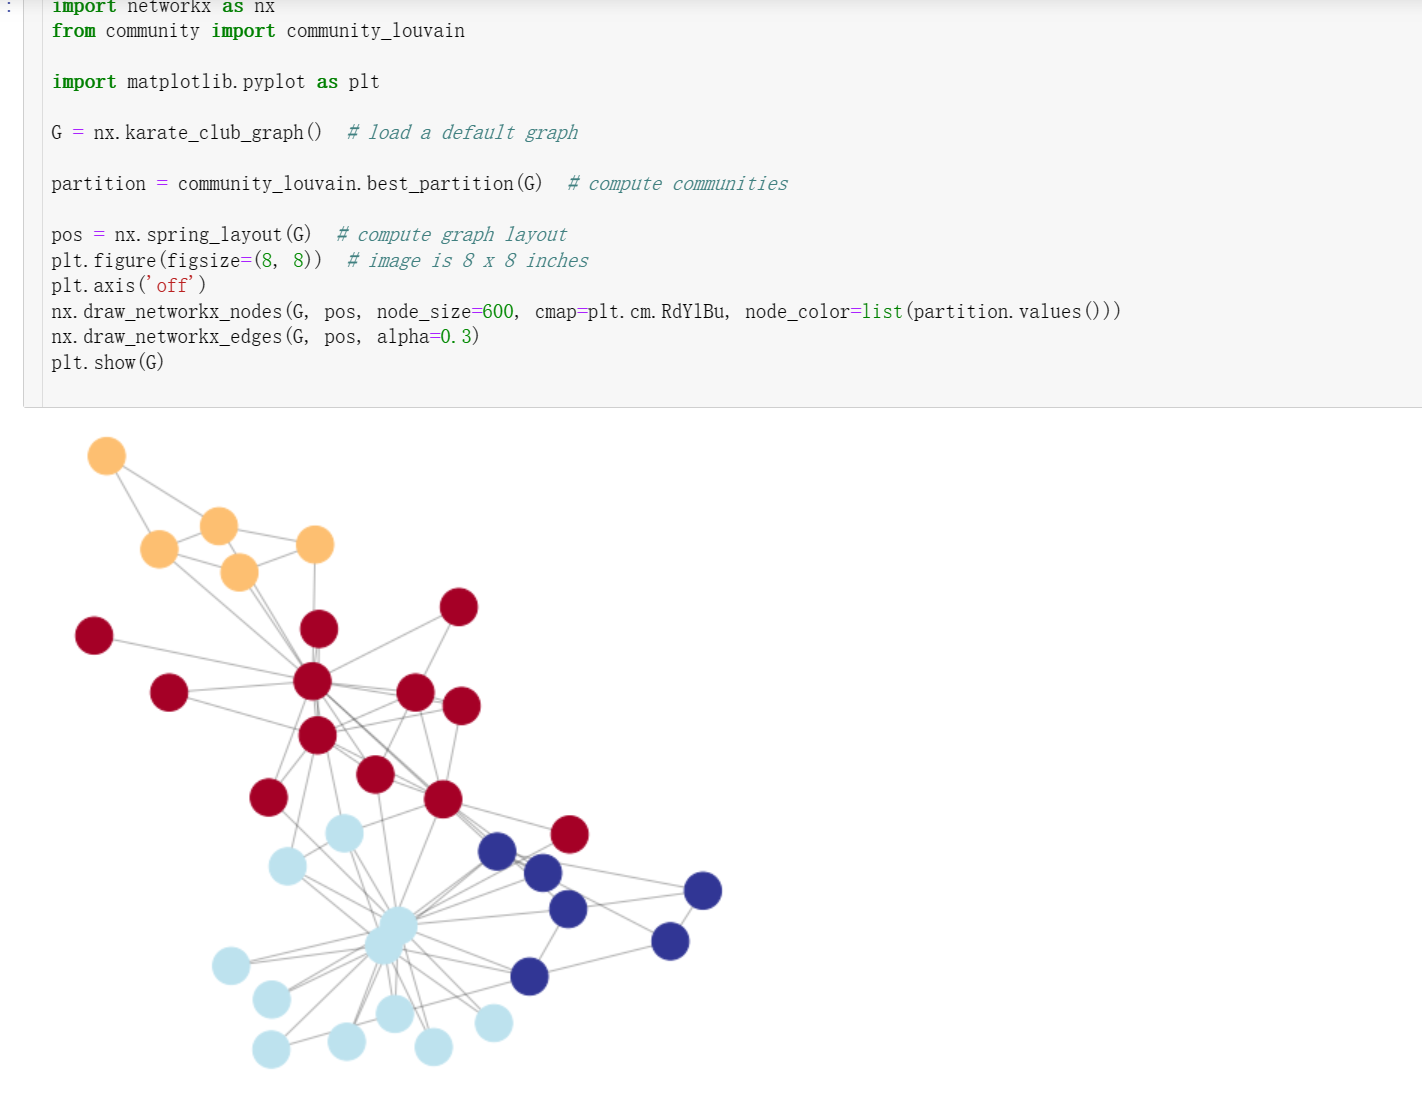 :
import networkx as nx
from community import community_louvain
import matplotlib.pyplot as plt
G = nx.karate_club_graph()  # load a default graph
partition = community_louvain.best_partition(G)  # compute communities
pos = nx.spring_layout(G)  # compute graph layout
plt.figure(figsize=(8, 8))  # image is 8 x 8 inches
plt.axis('off')
nx.draw_networkx_nodes(G, pos, node_size=600, cmap=plt.cm.RdYlBu, node_color=list(partition.values()))
nx.draw_networkx_edges(G, pos, alpha=0.3)
plt.show(G)